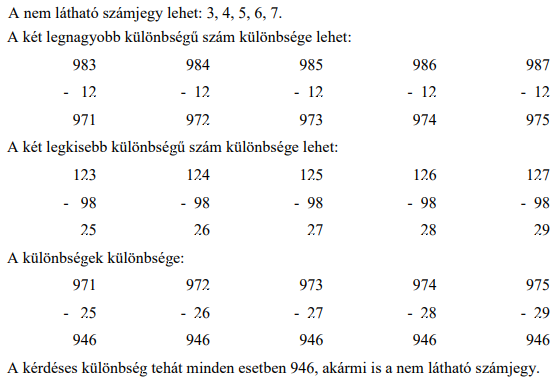 A nem látható számjegy lehet: 3, 4, 5, 6, 7.
A két legnagyobb különbségű szám különbsége lehet:
983 984 985 986 987
- 12 - 12 - 12 - 12 - 12
971 972 973 974 975
A két legkisebb különbségű szám különbsége lehet:
123 124 125 126 127
- 98 - 98 - 98 - 98 - 98
25 26 27 28 29
A különbségek különbsége:
971 972 973 974 975
- 25 - 26 - 27 - 28 - 29
946 946 946 946 946
A kérdéses különbség tehát minden esetben 946, akármi is a nem látható számjegy.